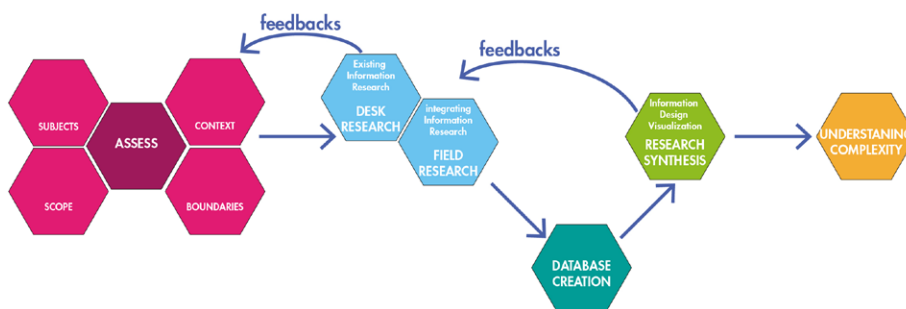 feedbacks
feedbacks
Existing
Information
Research
DESK
RESEARCH
integrating
Information
Research
FIELD
RESEARCH
SUBJECTS
ASSESS
CONTEXT
SCOPE
BOUNDARIES
Information
Design
Visualization
RESEARCH
SYNTHESIS
UNDERSTANING
COMPLEXITY
DATABASE
CREATION